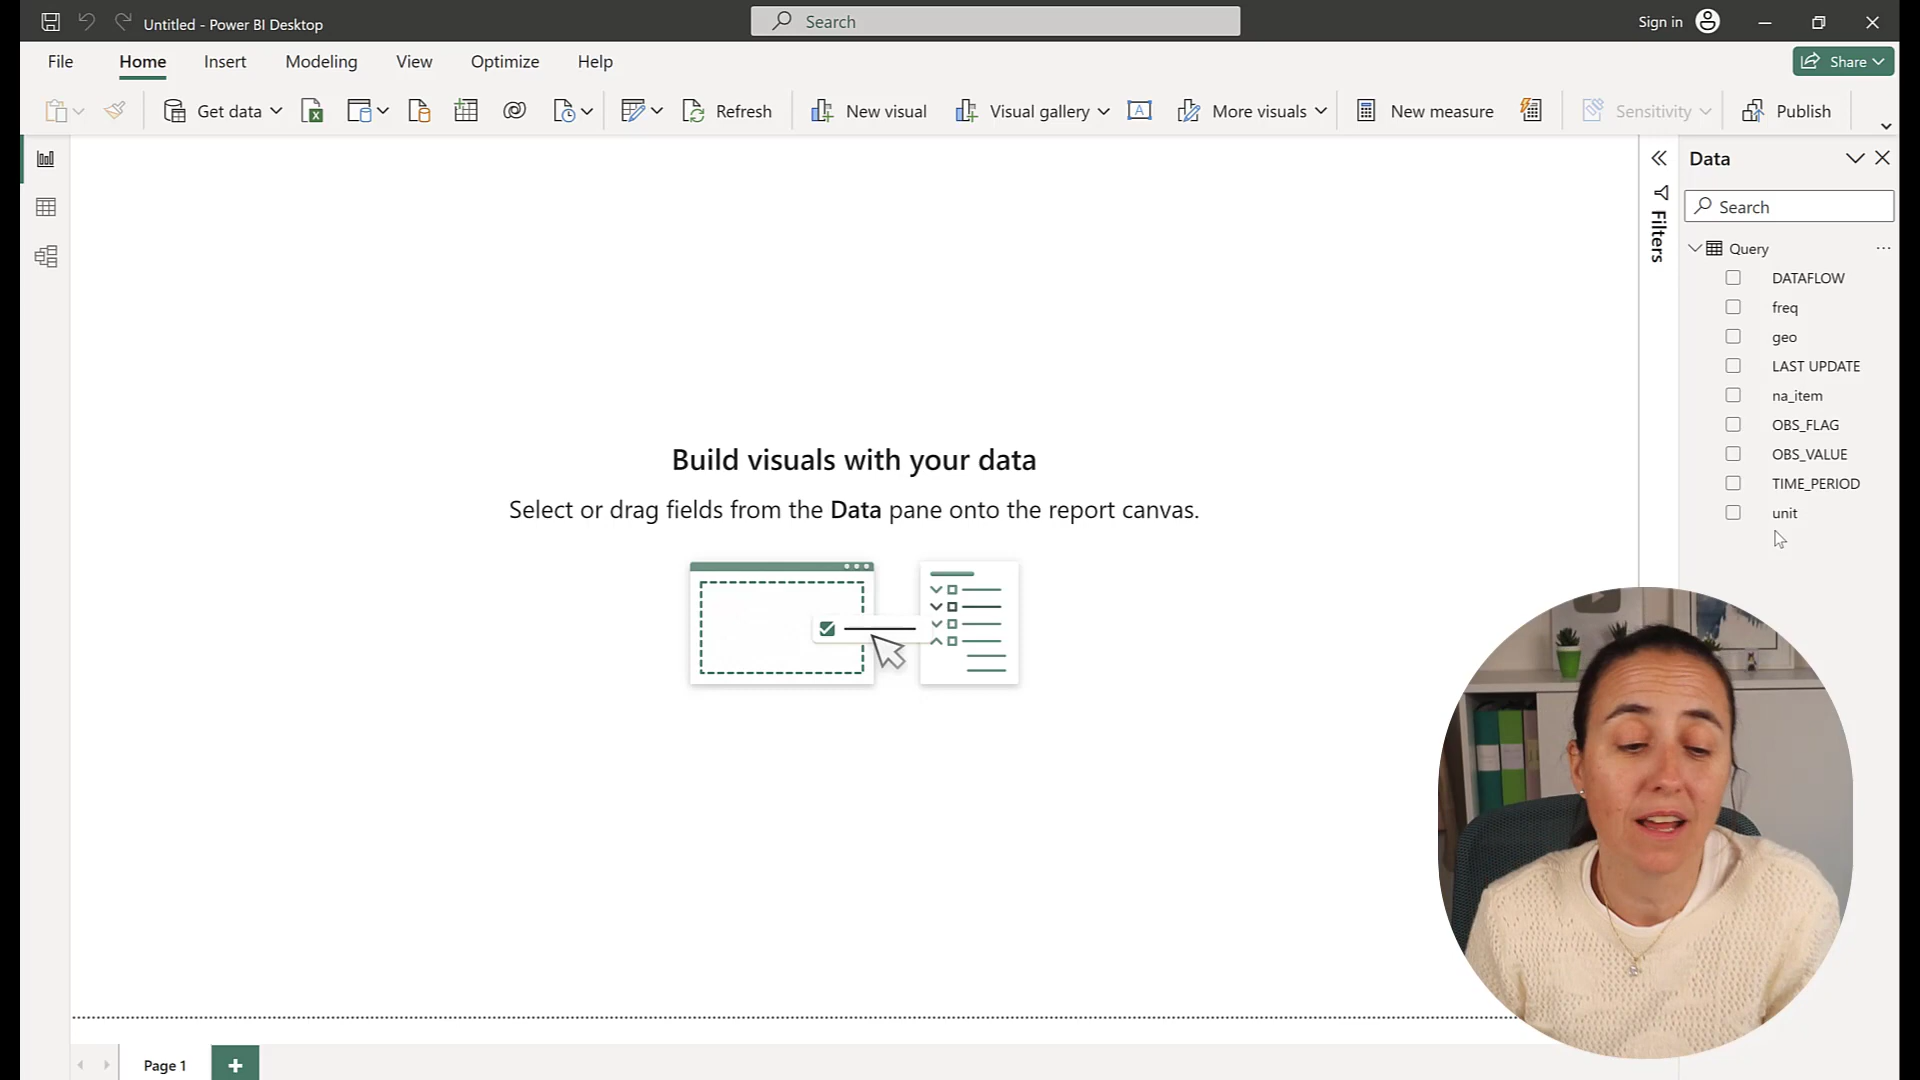 Untitled - Power BI Desktop
Search
Sign in
File
Home
Insert
Modeling
View
Optimize
Help
Share
Get data
Refresh
New visual
Visual gallery
A
More visuals
New measure
Sensitivity
Publish
Build visuals with your data
Select or drag fields from the Data pane onto the report canvas.
Filters
Data
Search
Query
DATAFLOW
freq
geo
LAST UPDATE
na_item
OBS_FLAG
OBS_VALUE
TIME_PERIOD
unit
Page 1